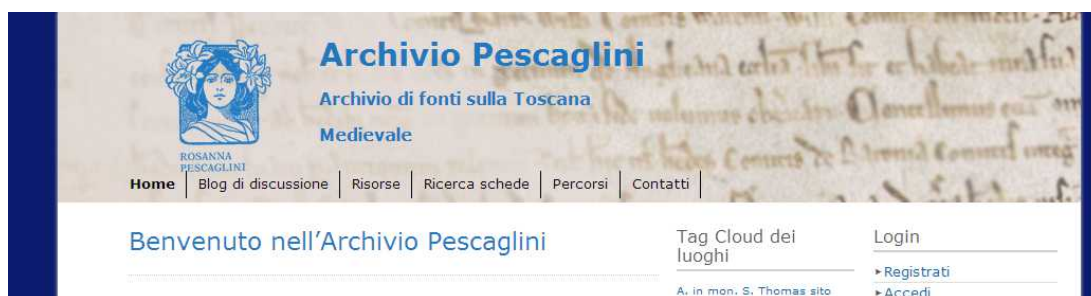 Archivio Pescaglini
Archivio di fonti sulla Toscana
Medievale
ROSANNA
PESCAGLINI
Home Blog di discussione Risorse Ricerca schede Percorsi Contatti
Benvenuto nell'Archivio Pescaglini
Tag Cloud dei
luoghi
A. in mon. S. Thomas sito
Login
Registrati
Accedi